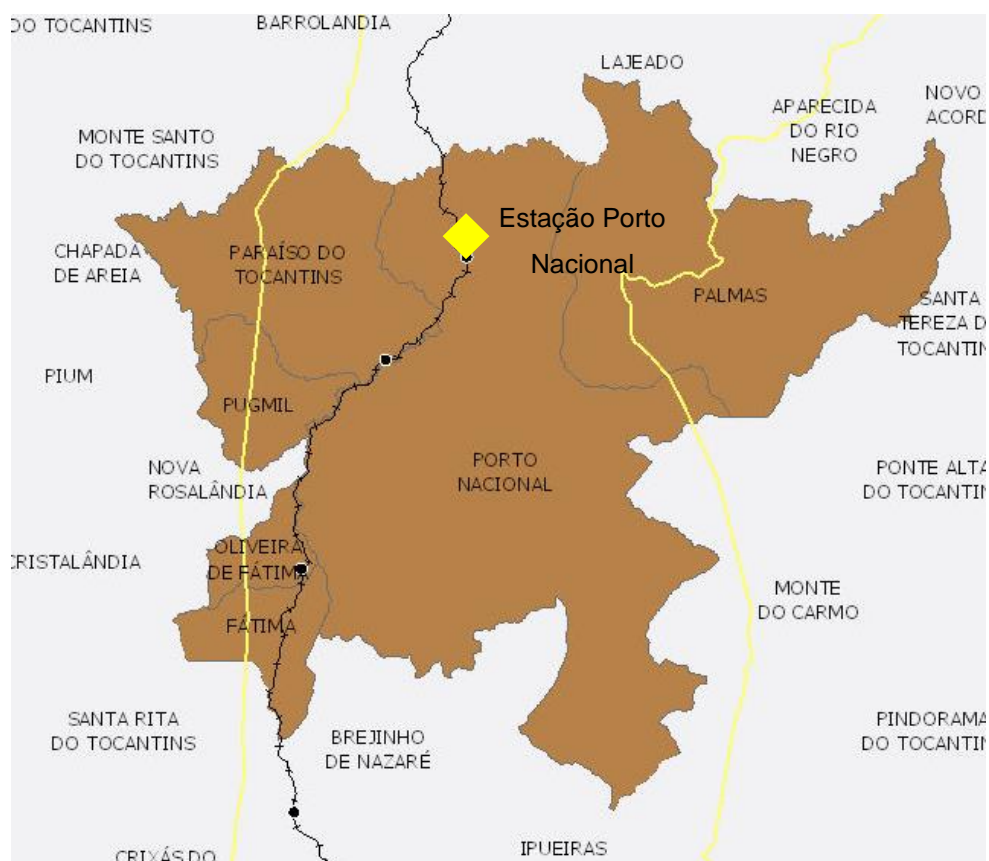 DO TOCANTINS
BARROLANDIA
LAJEADO
NOVO
ACORD
APARECIDA
DO RIO
NEGRO
MONTE SANTO
DO TOCANTINS
Estação Porto
Nacional
CHAPADA
DE AREIA
PARAÍSO DO
TOCANTINS
PALMAS
SANTA
TEREZA D
TOCANTIN
PIUM
PUGMIL
NOVA
ROSALÂNDIA
PORTO
NACIONAL
PONTE ALTA
DO TOCANTIN
CRISTALÂNDIA
OLIVEIRA
DE FÁTIMA
MONTE
DO CARMO
FÁTIMA
SANTA RITA
DO TOCANTINS
BREJINHO
DE NAZARÉ
PINDORAMA
DO TOCANTIN
IPUEIRAS
CRIXÁS DO